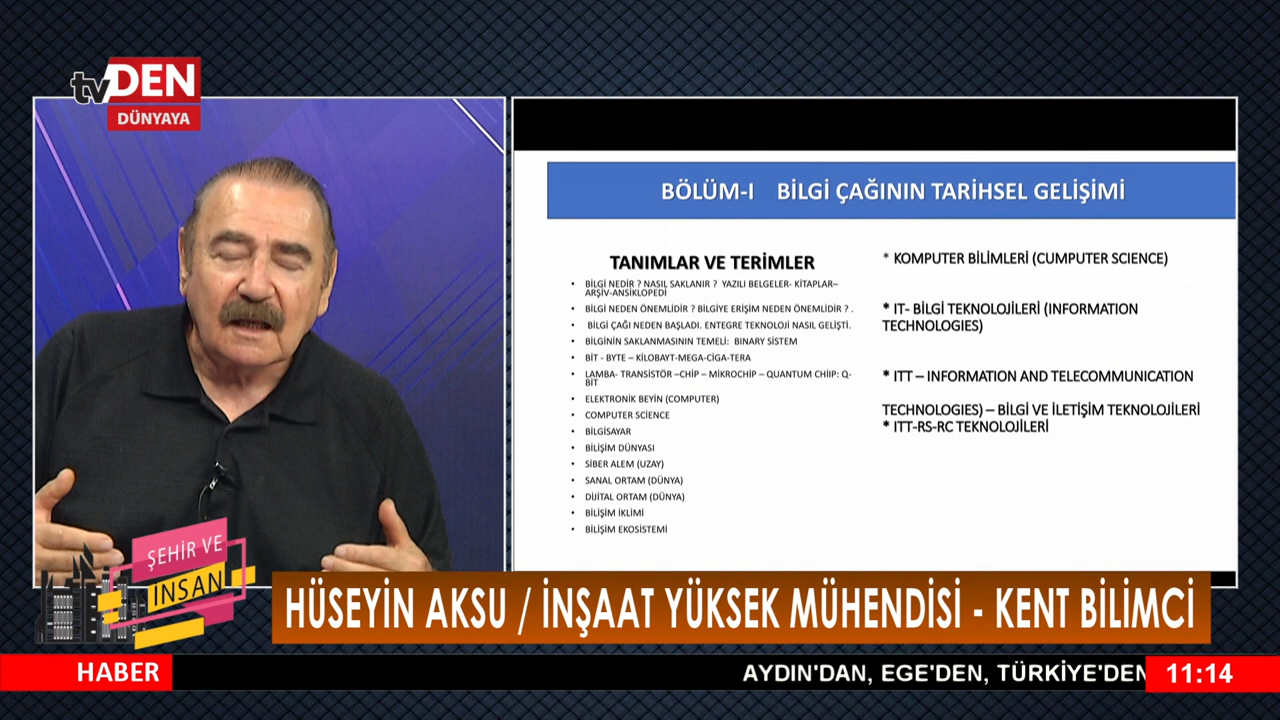 tvDEN
DÜNYAYA
BÖLÜM-I BİLGİ ÇAĞININ TARİHSEL GELİŞİMİ
TANIMLAR VE TERİMLER
• BİLGİ NEDİR ? NASIL SAKLANIR ? YAZILI BELGELER- KİTAPLAR–
ARŞİV-ANSİKLOPEDİ
• BİLGİ NEDEN ÖNEMLİDİR ? BİLGİYE ERİŞİM NEDEN ÖNEMLİDİR ? .
• BİLGİ ÇAĞI NEDEN BAŞLADI. ENTEGRE TEKNOLOJİ NASIL GELİŞTİ.
• BİLGİNİN SAKLANMASININ TEMELİ: BINARY SİSTEM
• BİT - BYTE – KİLOBAYT-MEGA-CİGA-TERA
• LAMBA- TRANSİSTÖR –CHİP – MİKROCHİP – QUANTUM CHİİP: Q-
BİT
• ELEKTRONİK BEYİN (COMPUTER)
• COMPUTER SCIENCE
• BİLGİSAYAR
• BİLİŞİM DÜNYASI
• SİBER ALEM (UZAY)
• SANAL ORTAM (DÜNYA)
• DİJİTAL ORTAM (DÜNYA)
• BİLİŞİM İKLİMİ
• BİLİŞİM EKOSİSTEMİ
* KOMPUTER BİLİMLERİ (CUMPUTER SCIENCE)
* IT- BİLGİ TEKNOLOJİLERİ (INFORMATION
TECHNOLOGIES)
* ITT – INFORMATION AND TELECOMMUNICATION
TECHNOLOGIES) – BİLGİ VE İLETİŞİM TEKNOLOJİLERİ
* ITT-RS-RC TEKNOLOJİLERİ
ŞEHİR VE
İNSAN
HÜSEYİN AKSU / İNŞAAT YÜKSEK MÜHENDİSİ - KENT BİLİMCİ
HABER
AYDIN'DAN, EGE'DEN, TÜRKİYE'DEN
11:14